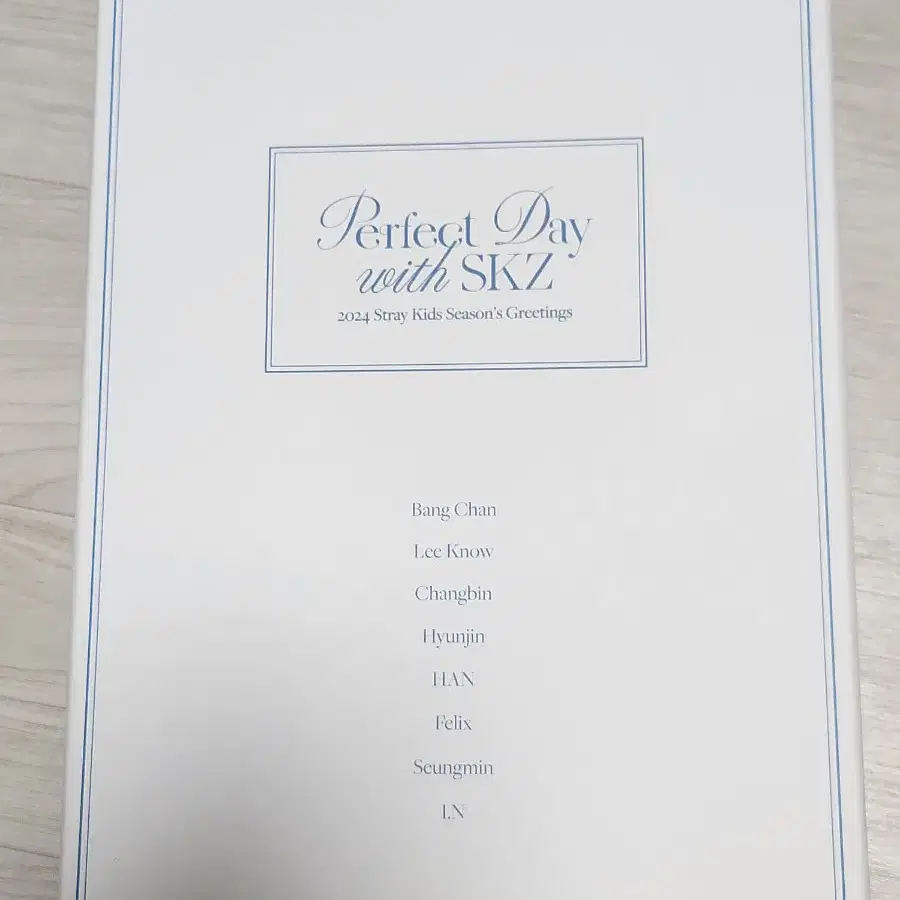 Perfect Day
with SKZ
2024 Stray Kids Season's Greetings
Bang Chan
Lee Know
Changbin
Hyunjin
HAN
Felix
Seungmin
I.N